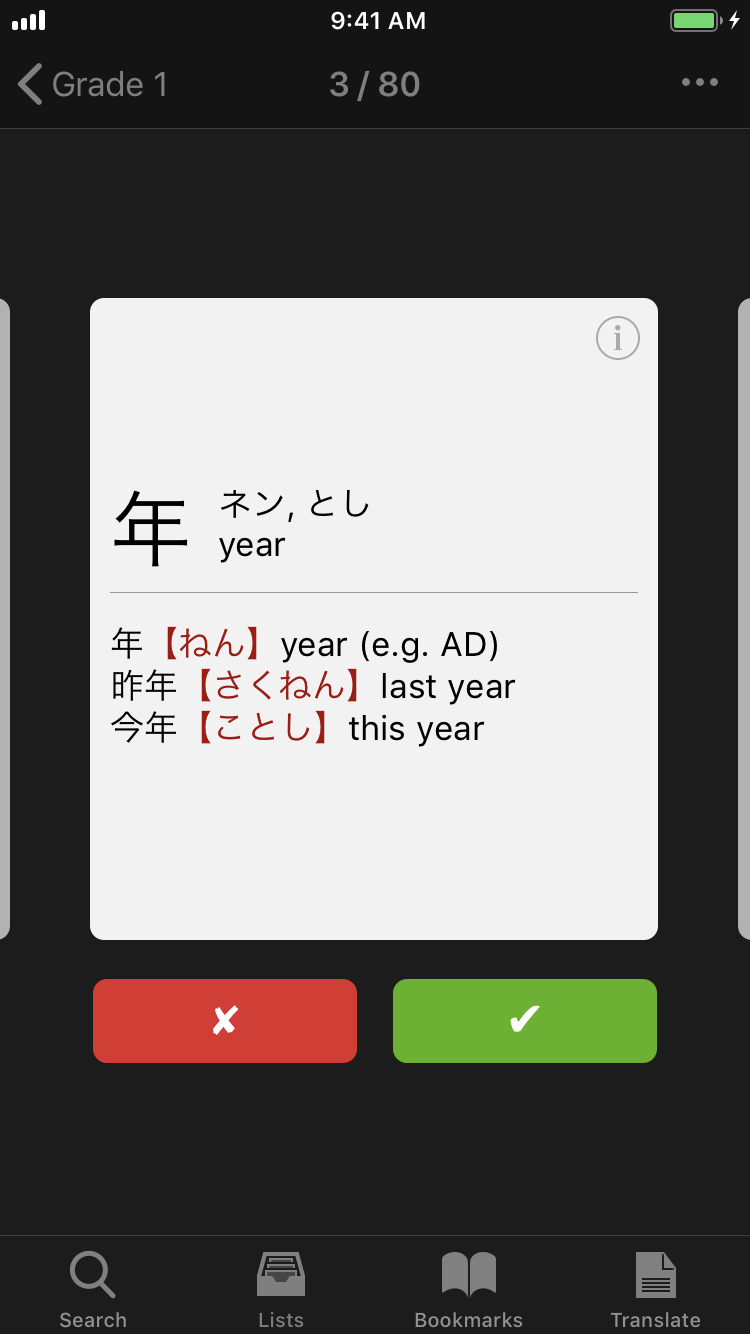 9:41 AM
Grade 1
3 / 80
年
ネン, とし
year
年【ねん】year (e.g. AD)
昨年【さくねん】last year
今年【ことし】this year
✘
✔
Search
Lists
Bookmarks
Translate